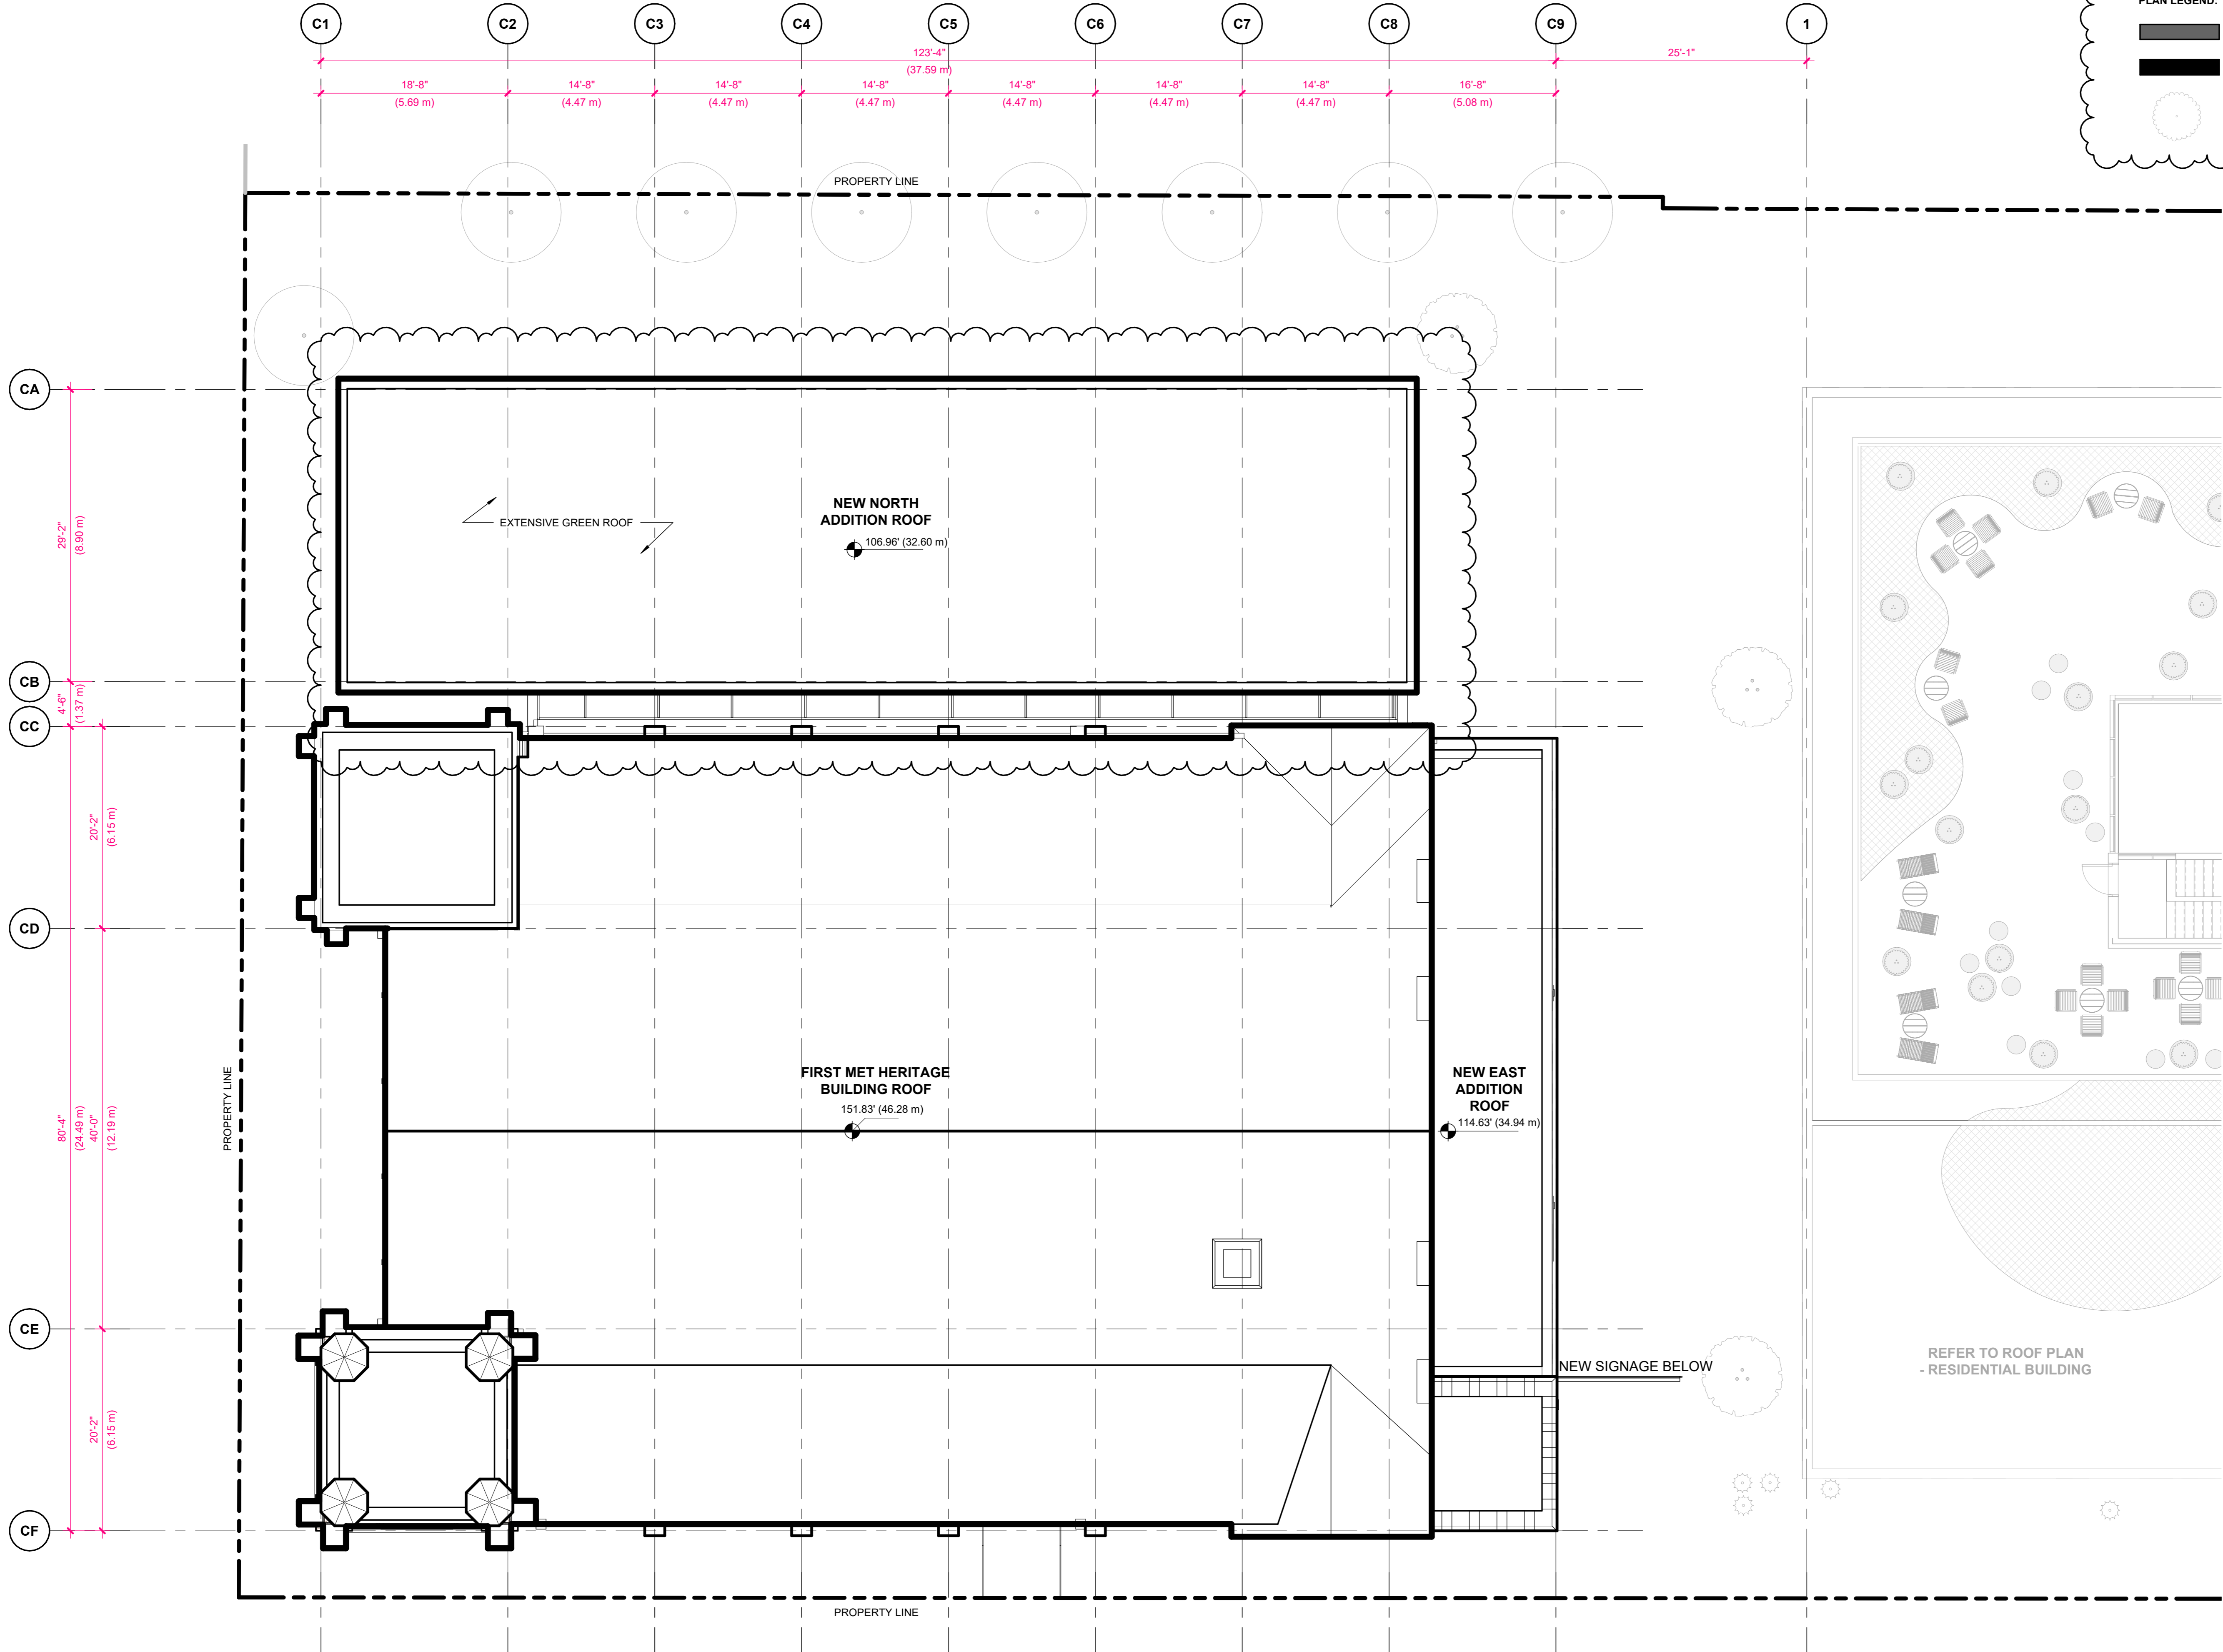 C1
C2
C3
C4
C5
C6
C7
C8
C9
1
PLAN LEGEND:
123'-4"
(37.59 m)
25'-1"
18'-8"
(5.69 m)
14'-8"
(4.47 m)
14'-8"
(4.47 m)
14'-8"
(4.47 m)
14'-8"
(4.47 m)
14'-8"
(4.47 m)
14'-8"
(4.47 m)
16'-8"
(5.08 m)
PROPERTY LINE
CA
29'-2"
(8.90 m)
NEW NORTH
ADDITION ROOF
106.96' (32.60 m)
EXTENSIVE GREEN ROOF
CB
4'-6"
(1.37 m)
CC
20'-2"
(6.15 m)
CD
80'-4"
(24.49 m)
40'-0"
(12.19 m)
PROPERTY LINE
FIRST MET HERITAGE
BUILDING ROOF
151.83' (46.28 m)
NEW EAST
ADDITION
ROOF
114.63' (34.94 m)
CE
NEW SIGNAGE BELOW
REFER TO ROOF PLAN
- RESIDENTIAL BUILDING
20'-2"
(6.15 m)
CF
PROPERTY LINE